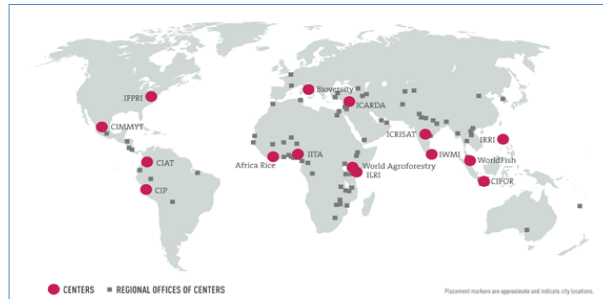 Bioversity
IFPRI
ICARDA
CIMMYT
ICRISAT
IRRI
Africa Rice
IITA
World Agroforestry
IWMI
WorldFish
CIAT
ILRI
CIP
CIFOR
CENTERS
REGIONAL OFFICES OF CENTERS
Placement markers are approximate and indicate city locations.